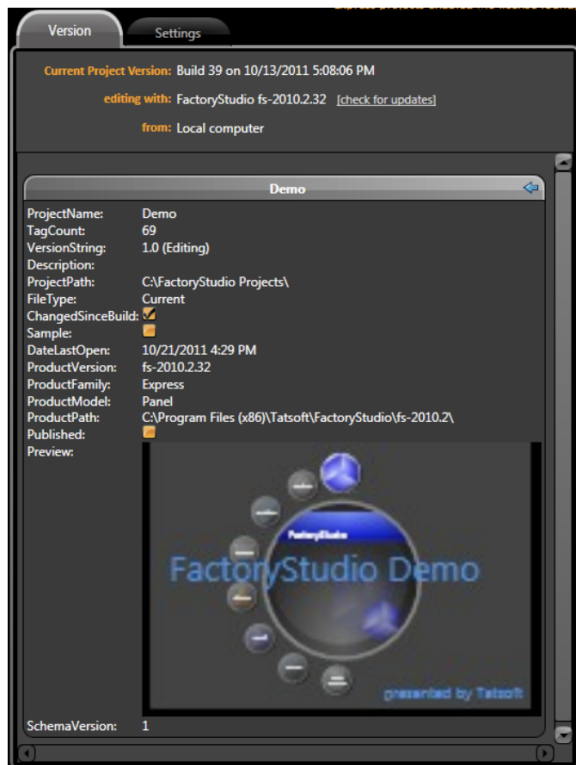 Version
Settings
Current Project Version: Build 39 on 10/13/2011 5:08:06 PM
editing with: FactoryStudio fs-2010.2.32 [check for updates]
from: Local computer
Demo
ProjectName: Demo
TagCount: 69
VersionString: 1.0 (Editing)
Description:
ProjectPath: C:\FactoryStudio Projects\
FileType: Current
ChangedSinceBuild:
Sample:
DateLastOpen: 10/21/2011 4:29 PM
ProductVersion: fs-2010.2.32
ProductFamily: Express
ProductModel: Panel
ProductPath: C:\Program Files (x86)\Tatsoft\FactoryStudio\fs-2010.2\
Published:
Preview:
FactoryStudio
FactoryStudio Demo
presented by Tatsoft
SchemaVersion: 1